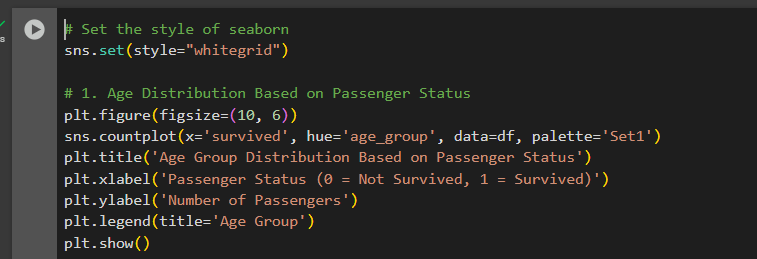 # Set the style of seaborn
sns.set(style="whitegrid")
# 1. Age Distribution Based on Passenger Status
plt.figure(figsize=(10, 6))
sns.countplot(x='survived', hue='age_group', data=df, palette='Set1')
plt.title('Age Group Distribution Based on Passenger Status')
plt.xlabel('Passenger Status (0 = Not Survived, 1 = Survived)')
plt.ylabel('Number of Passengers')
plt.legend(title='Age Group')
plt.show()